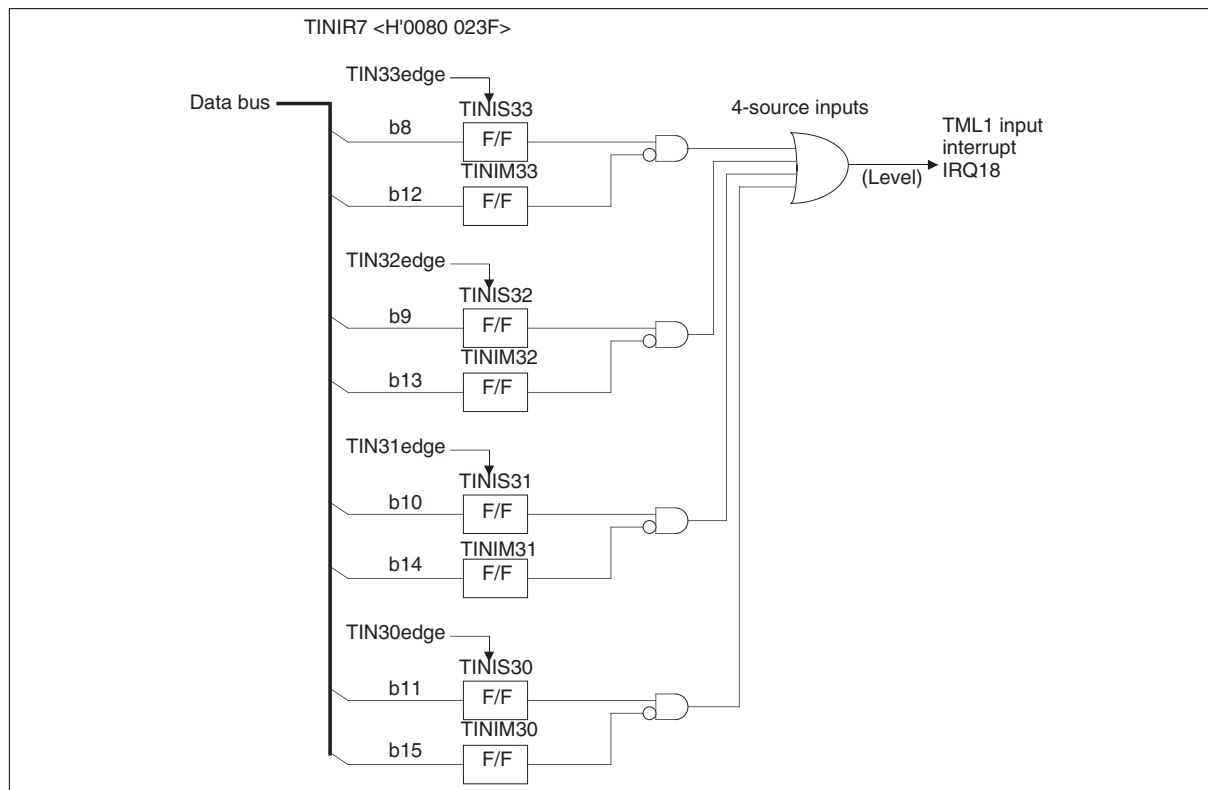 TINIR7 <H'0080 023F>
TIN33edge
Data bus
TINIS33
b8
F/F
4-source inputs
TML1 input
interrupt
IRQ18
(Level)
TINIM33
b12
F/F
TIN32edge
TINIS32
b9
F/F
TINIM32
b13
F/F
TIN31edge
TINIS31
b10
F/F
TINIM31
b14
F/F
TIN30edge
TINIS30
b11
F/F
TINIM30
b15
F/F